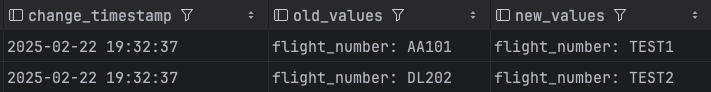 change_timestamp old_values new_values
2025-02-22 19:32:37 flight_number: AA101 flight_number: TEST1
2025-02-22 19:32:37 flight_number: DL202 flight_number: TEST2